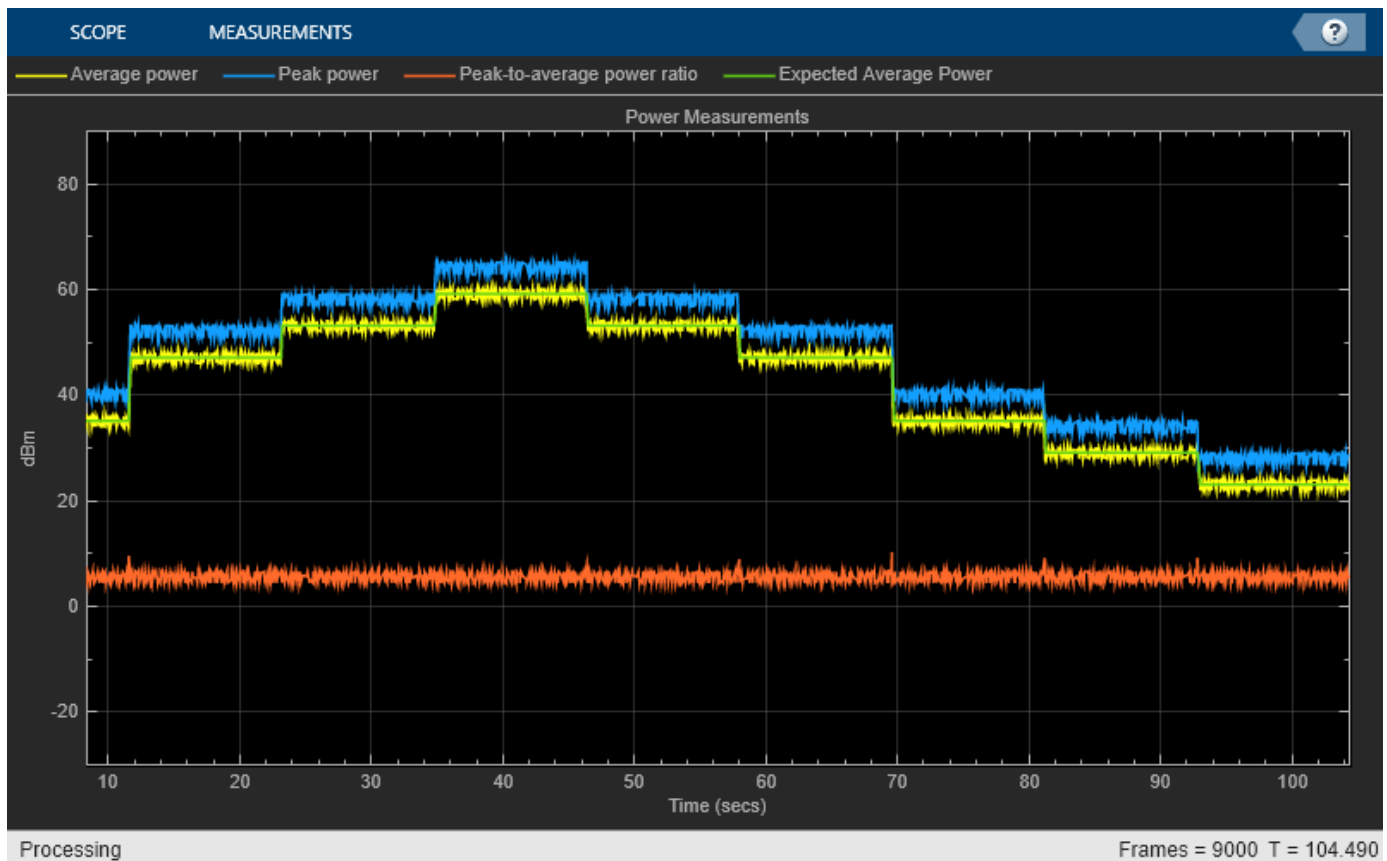 SCOPE MEASUREMENTS ?
Average power Peak power Peak-to-average power ratio Expected Average Power
Power Measurements
80
60
40
20
0
-20
dBm
10 20 30 40 50 60 70 80 90 100
Time (secs)
Processing Frames = 9000 T = 104.490